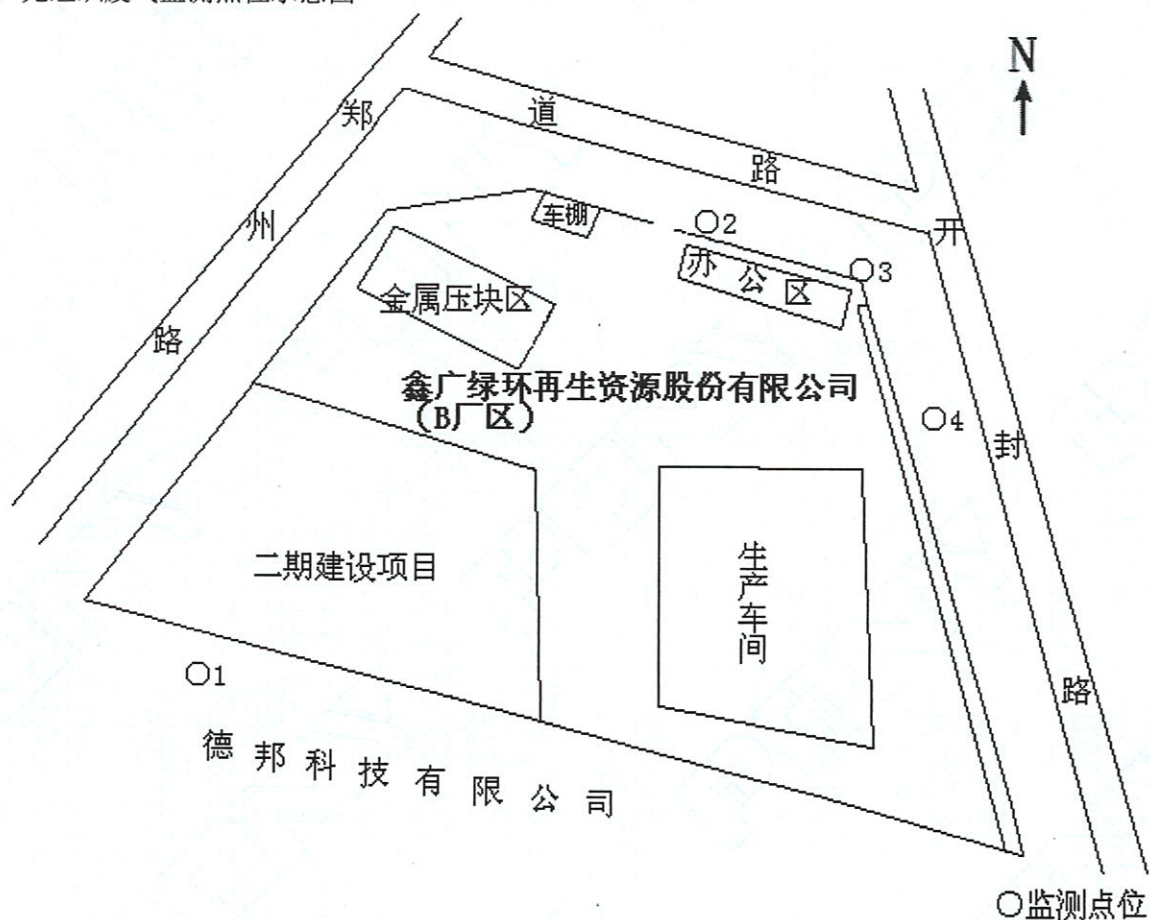 N
郑州路
道路
开封路
车棚
○2
○3
办公区
金属压块区
鑫广绿环再生资源股份有限公司
（B厂区）
○4
二期建设项目
生产车间
○1
德邦科技有限公司
○监测点位